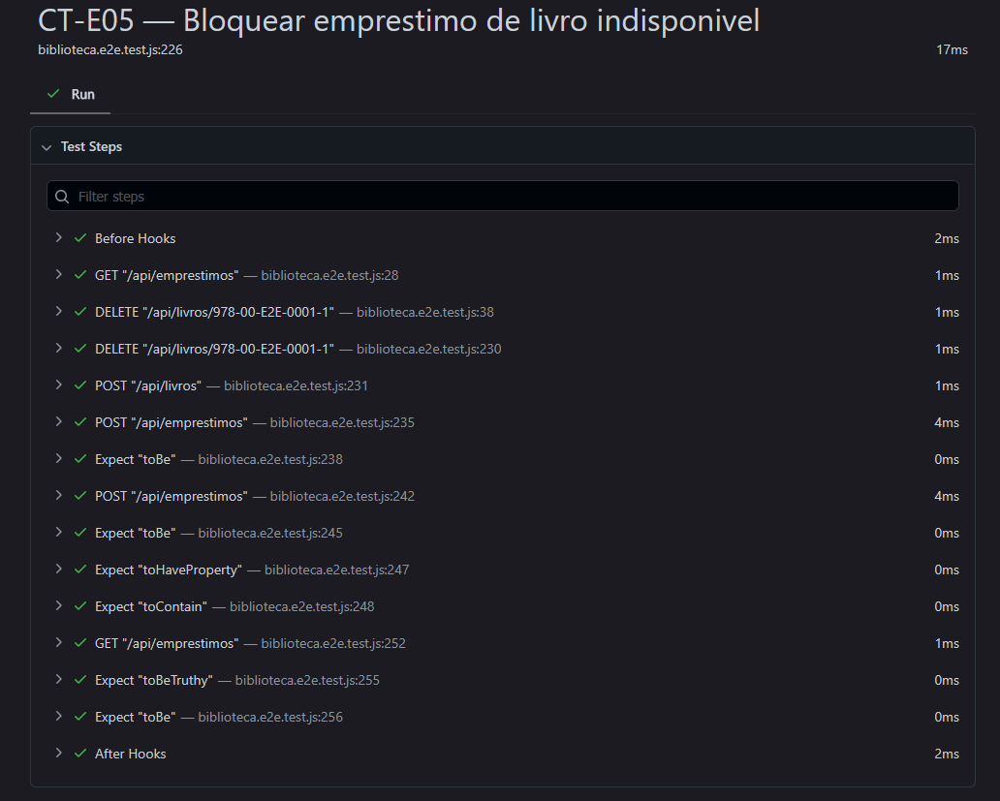 CT-E05 — Bloquear emprestimo de livro indisponivel
biblioteca.e2e.test.js:226 17ms
Run
Test Steps
Filter steps
Before Hooks 2ms
GET "/api/emprestimos" — biblioteca.e2e.test.js:28 1ms
DELETE "/api/livros/978-00-E2E-0001-1" — biblioteca.e2e.test.js:38 1ms
DELETE "/api/livros/978-00-E2E-0001-1" — biblioteca.e2e.test.js:230 1ms
POST "/api/livros" — biblioteca.e2e.test.js:231 1ms
POST "/api/emprestimos" — biblioteca.e2e.test.js:235 4ms
Expect "toBe" — biblioteca.e2e.test.js:238 0ms
POST "/api/emprestimos" — biblioteca.e2e.test.js:242 4ms
Expect "toBe" — biblioteca.e2e.test.js:245 0ms
Expect "toHaveProperty" — biblioteca.e2e.test.js:247 0ms
Expect "toContain" — biblioteca.e2e.test.js:248 0ms
GET "/api/emprestimos" — biblioteca.e2e.test.js:252 1ms
Expect "toBeTruthy" — biblioteca.e2e.test.js:255 0ms
Expect "toBe" — biblioteca.e2e.test.js:256 0ms
After Hooks 2ms